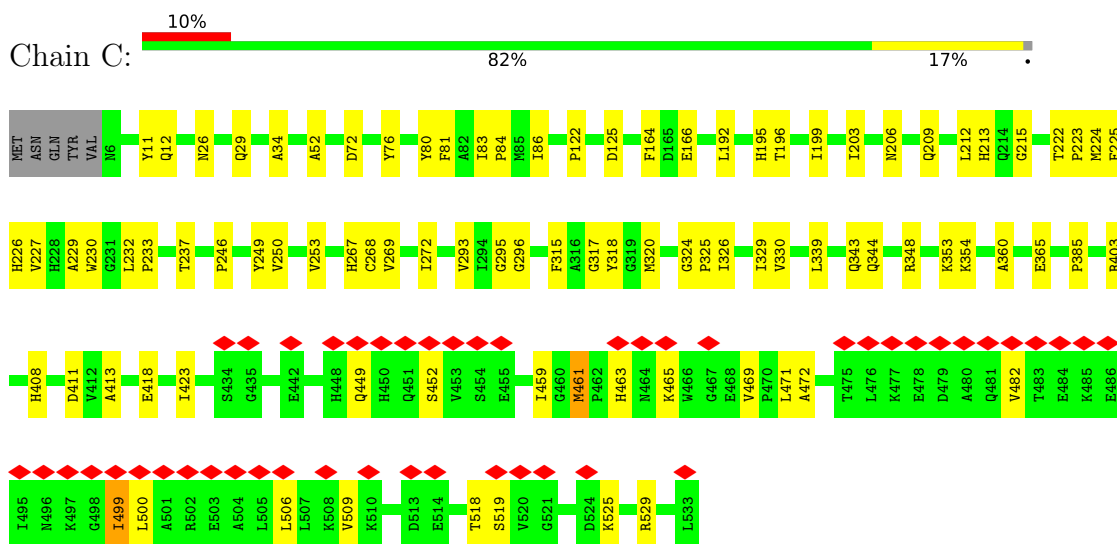 10%
Chain C:
82% 17% •
MET ASN GLN TYR VAL N6 Y11 Q12 N26 Q29 A34 A52 D72 Y76 Y80 F81 A82 I83 P84 M85 I86 P122 D125 F164 D165 E166 L192 H195 T196 I199 I203 N206 Q209 L212 H213 Q214 G215 T222 P223 M224 F225
H226 V227 H228 A229 W230 G231 L232 P233 T237 P246 Y249 V250 V253 H267 C268 V269 I272 V293 I294 G295 G296 F315 A316 G317 Y318 G319 M320 G324 P325 I326 I329 V330 L339 Q343 Q344 R348 K353 K354 A360 E365 P385 R403
H408 D411 V412 A413 E418 I423 S434 G435 E442 H448 Q449 H450 Q451 S452 V453 S454 E455 I459 G460 M461 P462 H463 N464 K465 W466 G467 E468 V469 P470 L471 A472 T475 L476 K477 E478 D479 A480 Q481 V482 T483 E484 K485 E486
I495 N496 K497 G498 I499 L500 A501 R502 E503 A504 L505 L506 L507 K508 V509 K510 D513 E514 T518 S519 V520 G521 D524 K525 R529 L533